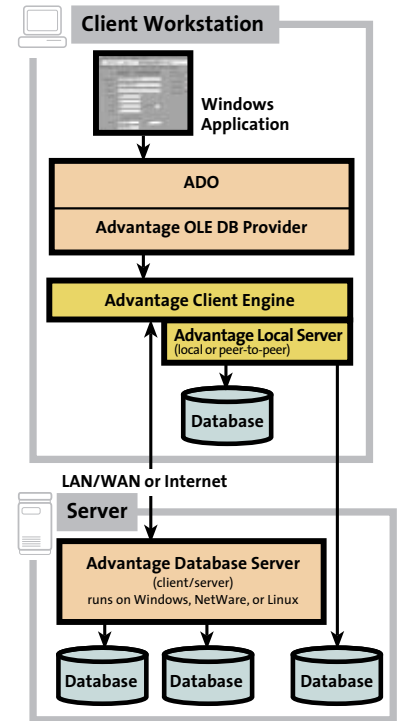 Client Workstation
Windows
Application
ADO
Advantage OLE DB Provider
Advantage Client Engine
Advantage Local Server
(local or peer-to-peer)
Database
LAN/WAN or Internet
Server
Advantage Database Server
(client/server)
runs on Windows, NetWare, or Linux
Database
Database
Database